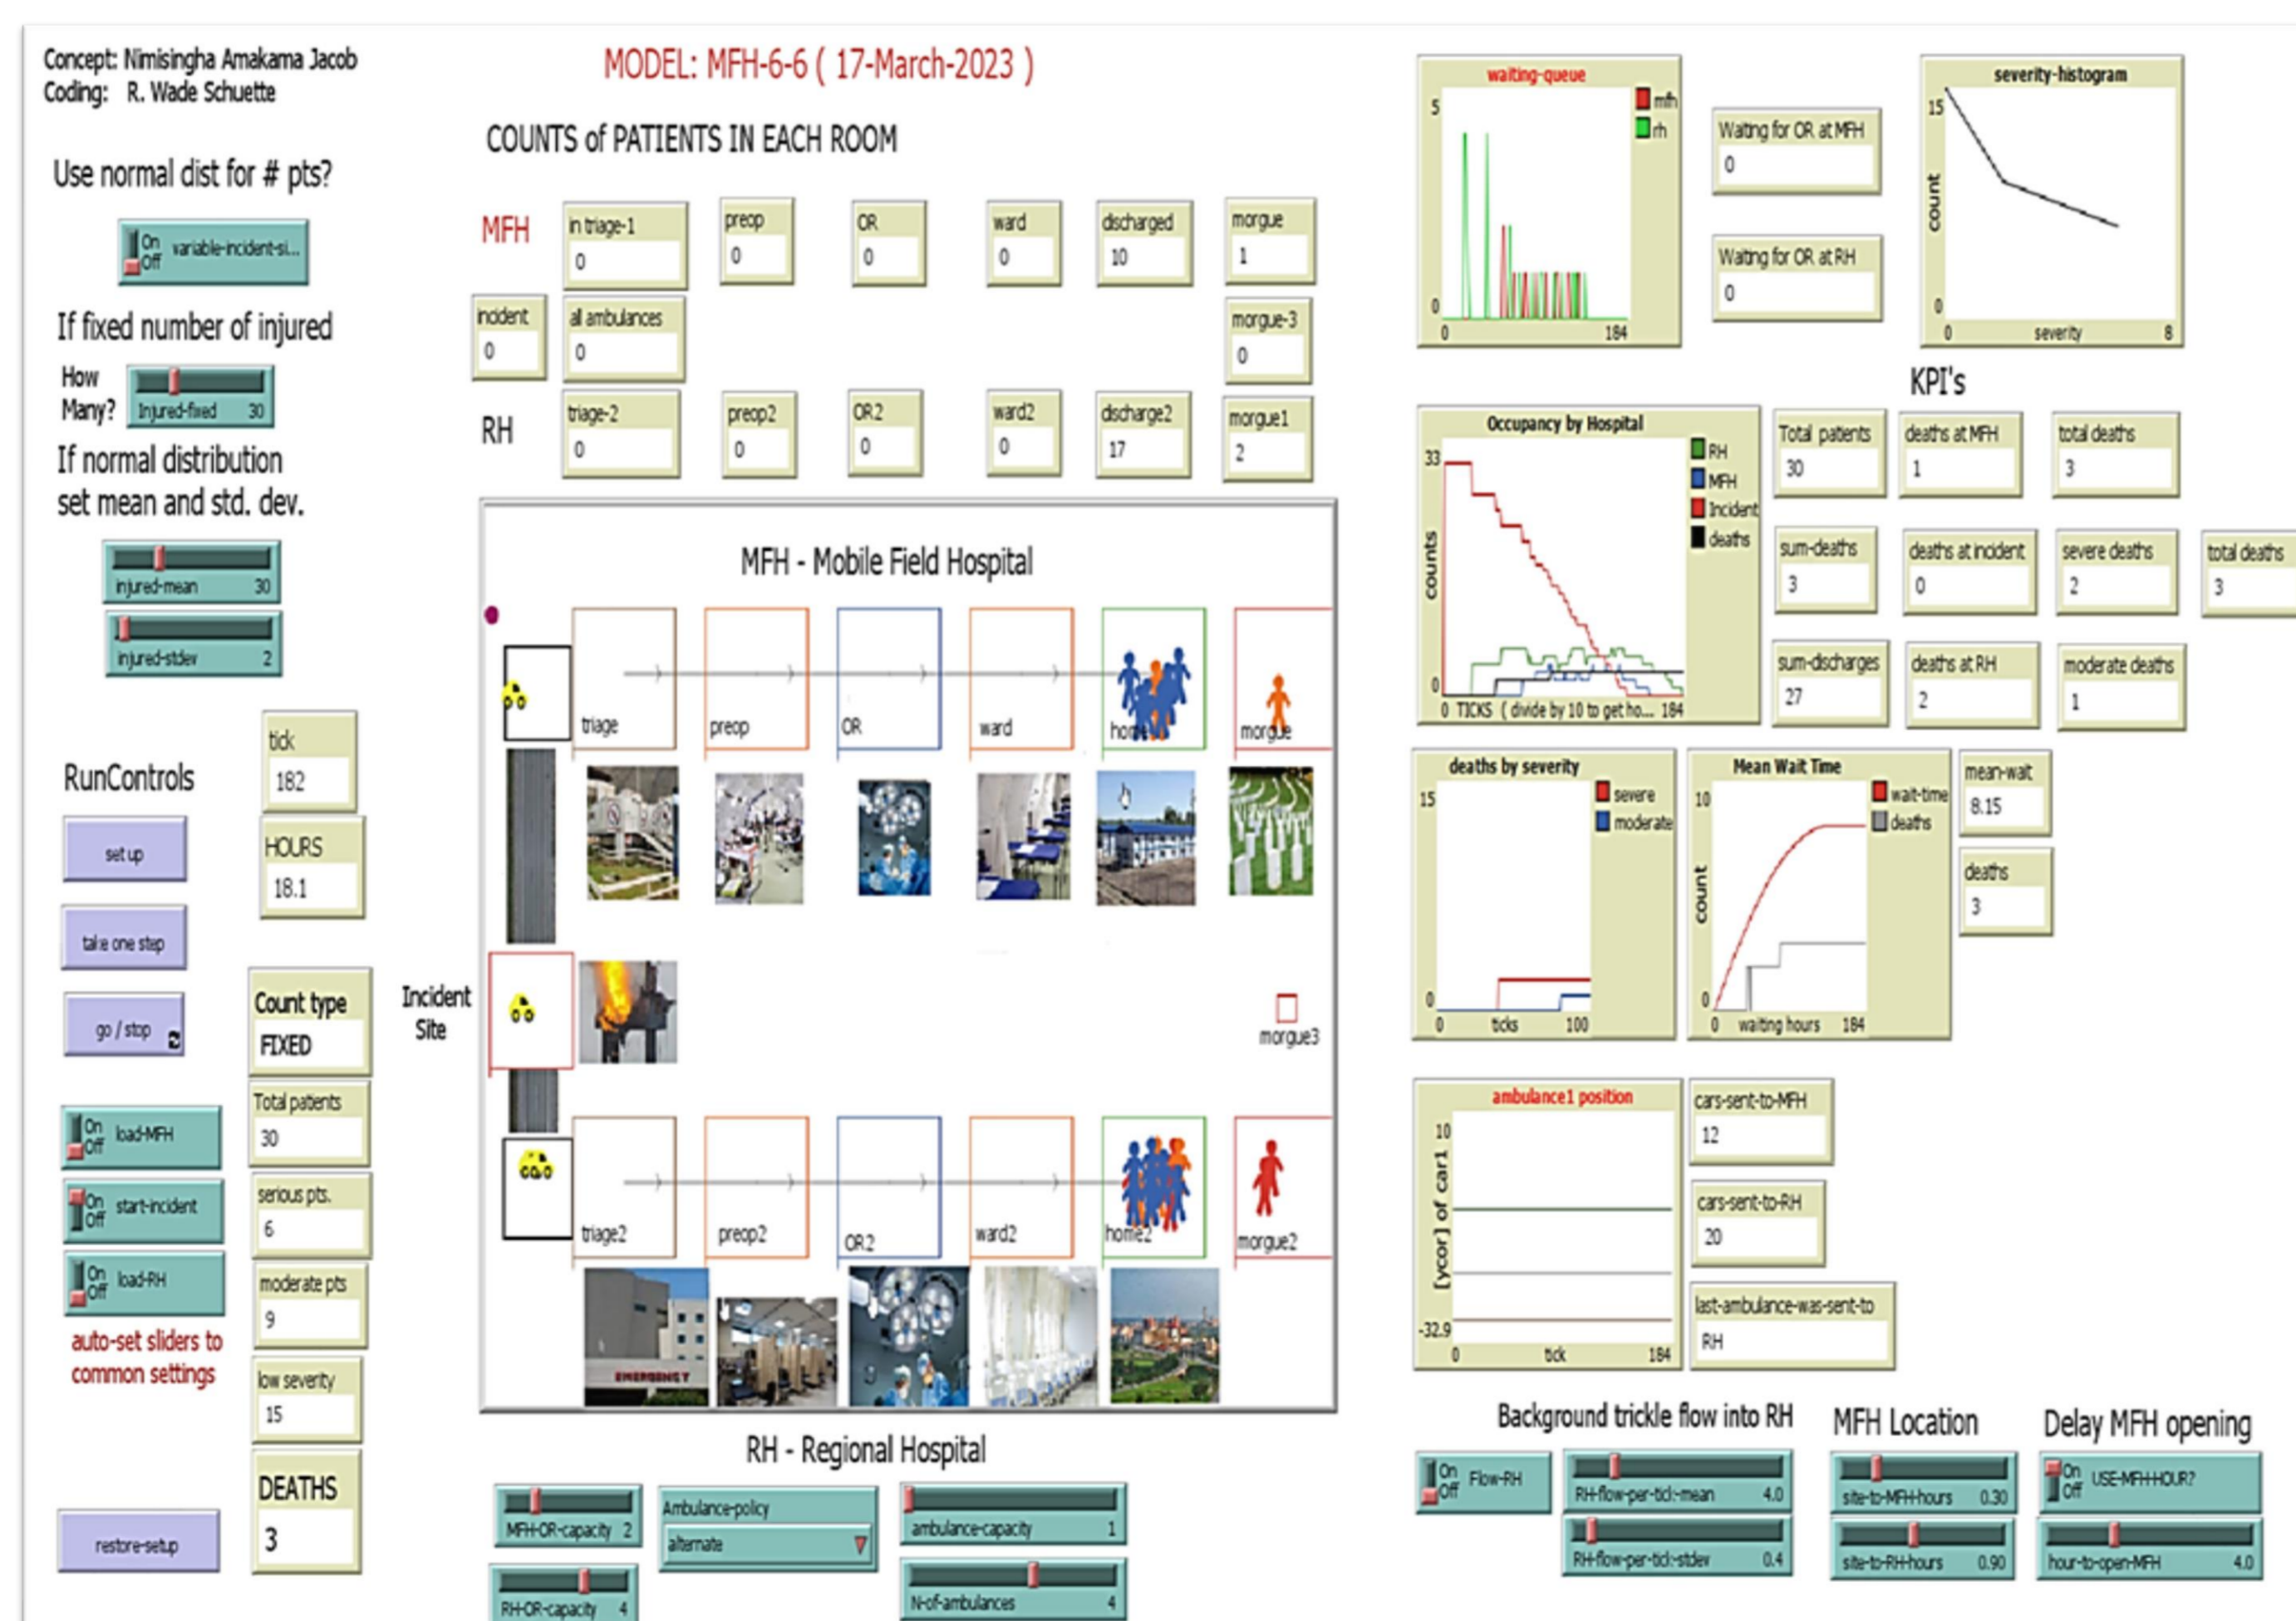 Concept: Nimisingha Amakama Jacob
Coding: R. Wade Schuette
MODEL: MFH-6-6 ( 17-March-2023 )
Use normal dist for # pts?
On
Off
variable-incident-si...
If fixed number of injured
How
Many?
Injured-fixed 30
If normal distribution
set mean and std. dev.
injured-mean 30
injured-stdev 2
RunControls
tick
182
HOURS
18.1
set up
take one step
go / stop
Count type
FIXED
Total patients
30
serious pts.
6
moderate pts
9
low severity
15
DEATHS
3
On
Off
load-MFH
On
Off
start-incident
On
Off
load-RH
auto-set sliders to
common settings
restore-setup
COUNTS of PATIENTS IN EACH ROOM
MFH
in triage-1
0
preop
0
OR
0
ward
0
discharged
10
morgue
1
incident
0
all ambulances
0
morgue-3
0
RH
triage-2
0
preop2
0
OR2
0
ward2
0
discharge2
17
morgue1
2
MFH - Mobile Field Hospital
triage
preop
OR
ward
home
morgue
Incident
Site
morgue3
triage2
preop2
OR2
ward2
home2
morgue2
EMERGENCY
RH - Regional Hospital
MFH-OR-capacity 2
RH-OR-capacity 4
Ambulance-policy
alternate
ambulance-capacity 1
N-of-ambulances 4
waiting-queue
5
0
0 184
mfh
rh
Waiting for OR at MFH
0
Waiting for OR at RH
0
severity-histogram
15
count
0
0 severity 8
KPI's
Occupancy by Hospital
33
counts
0
0 TICKS ( divide by 10 to get ho... 184
RH
MFH
Incident
deaths
Total patients
30
deaths at MFH
1
total deaths
3
sum-deaths
3
deaths at incident
0
severe deaths
2
total deaths
3
sum-discharges
27
deaths at RH
2
moderate deaths
1
deaths by severity
15
0
0 ticks 100
severe
moderate
Mean Wait Time
10
count
0
0 waiting hours 184
wait-time
deaths
mean-wait
8.15
deaths
3
ambulance1 position
10
[ycor] of car1
-32.9
0 tick 184
cars-sent-to-MFH
12
cars-sent-to-RH
20
last-ambulance-was-sent-to
RH
Background trickle flow into RH
On
Off
Flow-RH
RH-flow-per-tick-mean 4.0
RH-flow-per-tick-stdev 0.4
MFH Location
site-to-MFH-hours 0.30
site-to-RH-hours 0.90
Delay MFH opening
On
Off
USE-MFH-HOUR?
hour-to-open-MFH 4.0